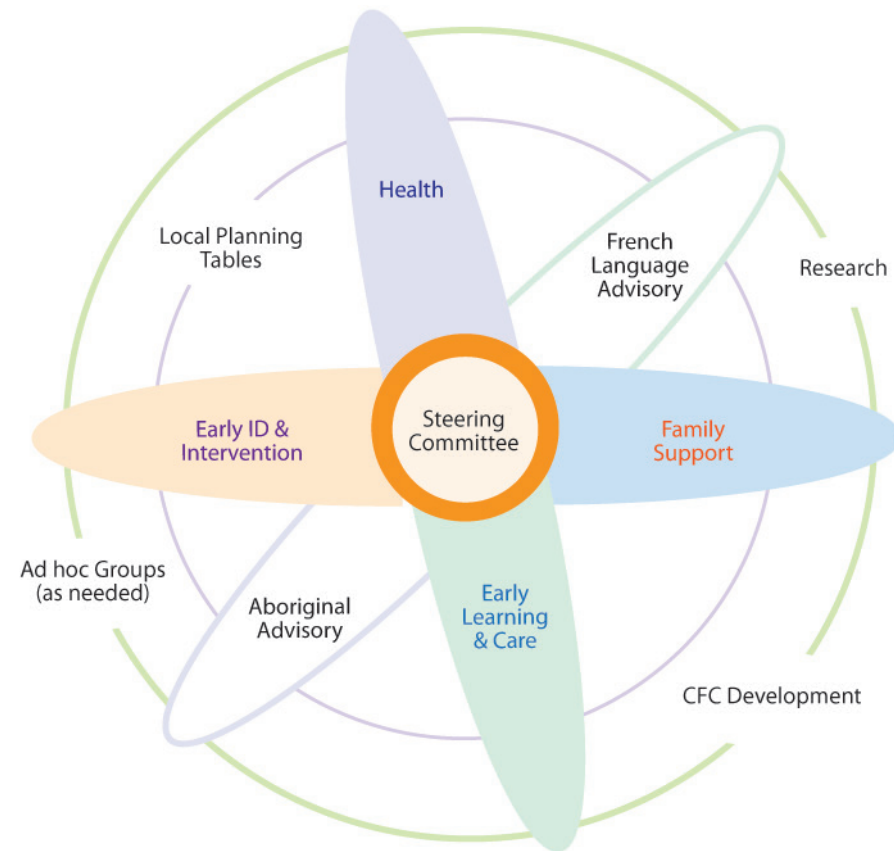 Health
Local Planning
Tables
French
Language
Advisory
Research
Early ID &
Intervention
Steering
Committee
Family
Support
Ad hoc Groups
(as needed)
Aboriginal
Advisory
Early
Learning
& Care
CFC Development